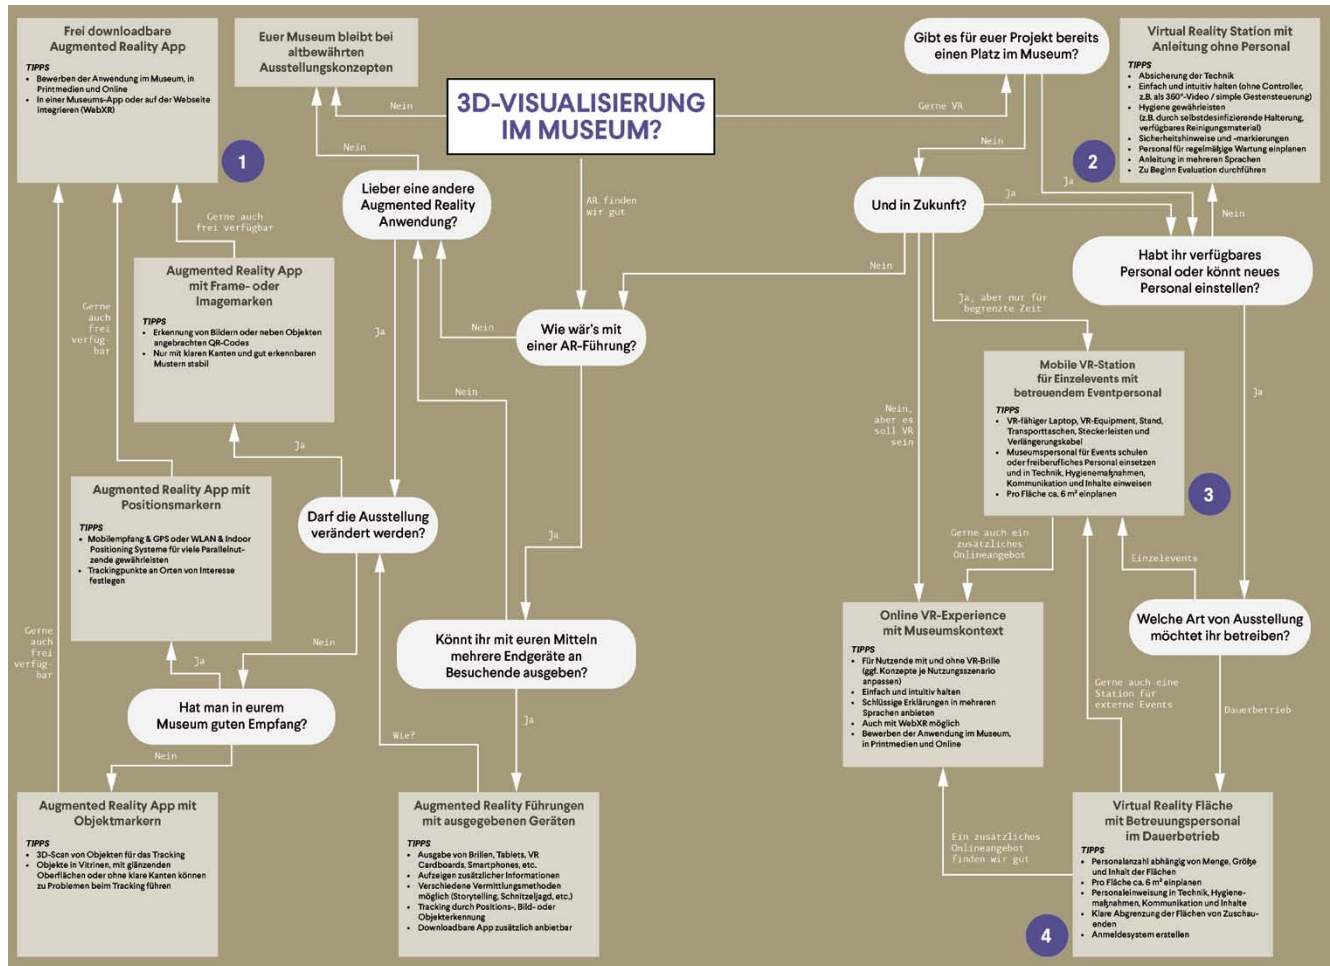 Frei downloadbare
Augmented Reality App
TIPPS
• Bewerben der Anwendung im Museum, in
Printmedien und Online
• In einer Museums-App oder auf der Webseite
integrieren (WebXR)
1
Euer Museum bleibt bei
altbewährten
Ausstellungskonzepten
Nein
3D-VISUALISIERUNG
IM MUSEUM?
Gerne VR
Gibt es für euer Projekt bereits
einen Platz im Museum?
Virtual Reality Station mit
Anleitung ohne Personal
TIPPS
• Absicherung der Technik
• Einfach und intuitiv halten (ohne Controller,
z.B. als 360°-Video / simple Gestensteuerung)
• Hygiene gewährleisten
(z.B. durch selbstdesinfizierende Halterung,
verfügbares Reinigungsmaterial)
• Sicherheitshinweise und -markierungen
• Personal für regelmäßige Wartung einplanen
• Anleitung in mehreren Sprachen
• Zu Beginn Evaluation durchführen
2
Nein
Nein
Ja
Lieber eine andere
Augmented Reality
Anwendung?
AR finden
wir gut
Und in Zukunft?
Ja
Nein
Gerne auch
frei verfügbar
Habt ihr verfügbares
Personal oder könnt neues
Personal einstellen?
Augmented Reality App
mit Frame- oder
Imagemarken
TIPPS
• Erkennung von Bildern oder neben Objekten
angebrachten QR-Codes
• Nur mit klaren Kanten und gut erkennbaren
Mustern stabil
Gerne
auch
frei
verfüg-
bar
Ja
Nein
Wie wär's mit
einer AR-Führung?
Nein
Ja, aber nur für
begrenzte Zeit
Mobile VR-Station
für Einzelevents mit
betreuendem Eventpersonal
TIPPS
• VR-fähiger Laptop, VR-Equipment, Stand,
Transporttaschen, Steckerleisten und
Verlängerungskabel
• Museumspersonal für Events schulen
oder freiberufliches Personal einsetzen
und in Technik, Hygienemaßnahmen,
Kommunikation und Inhalte einweisen
• Pro Fläche ca. 6 m² einplanen
3
Ja
Nein
Nein,
aber es
soll VR
sein
Ja
Augmented Reality App mit
Positionsmarkern
TIPPS
• Mobilempfang & GPS oder WLAN & Indoor
Positioning Systeme für viele Parallelnut-
zende gewährleisten
• Trackingpunkte an Orten von Interesse
festlegen
Darf die Ausstellung
verändert werden?
Ja
Gerne auch ein
zusätzliches
Onlineangebot
Einzelevents
Online VR-Experience
mit Museumskontext
TIPPS
• Für Nutzende mit und ohne VR-Brille
(ggf. Konzepte je Nutzungsszenario
anpassen)
• Einfach und intuitiv halten
• Schlüssige Erklärungen in mehreren
Sprachen anbieten
• Auch mit WebXR möglich
• Bewerben der Anwendung im Museum,
in Printmedien und Online
Welche Art von Ausstellung
möchtet ihr betreiben?
Gerne
auch
frei
verfüg-
bar
Nein
Ja
Könnt ihr mit euren Mitteln
mehrere Endgeräte an
Besuchende ausgeben?
Hat man in eurem
Museum guten Empfang?
Ja
Wie?
Nein
Gerne auch eine
Station für
externe Events
Dauerbetrieb
Augmented Reality App mit
Objektmarkern
TIPPS
• 3D-Scan von Objekten für das Tracking
• Objekte in Vitrinen, mit glänzenden
Oberflächen oder ohne klare Kanten können
zu Problemen beim Tracking führen
Augmented Reality Führungen
mit ausgegebenen Geräten
TIPPS
• Ausgabe von Brillen, Tablets, VR
Cardboards, Smartphones, etc.
• Aufzeigen zusätzlicher Informationen
• Verschiedene Vermittlungsmethoden
möglich (Storytelling, Schnitzeljagd, etc.)
• Tracking durch Positions-, Bild- oder
Objekterkennung
• Downloadbare App zusätzlich anbietbar
Ein zusätzliches
Onlineangebot
finden wir gut
Virtual Reality Fläche
mit Betreuungspersonal
im Dauerbetrieb
TIPPS
• Personalanzahl abhängig von Menge, Größe
und Inhalt der Flächen
• Pro Fläche ca. 6 m² einplanen
• Personaleinweisung in Technik, Hygiene-
maßnahmen, Kommunikation und Inhalte
• Klare Abgrenzung der Flächen von Zuschau-
enden
• Anmeldesystem erstellen
4